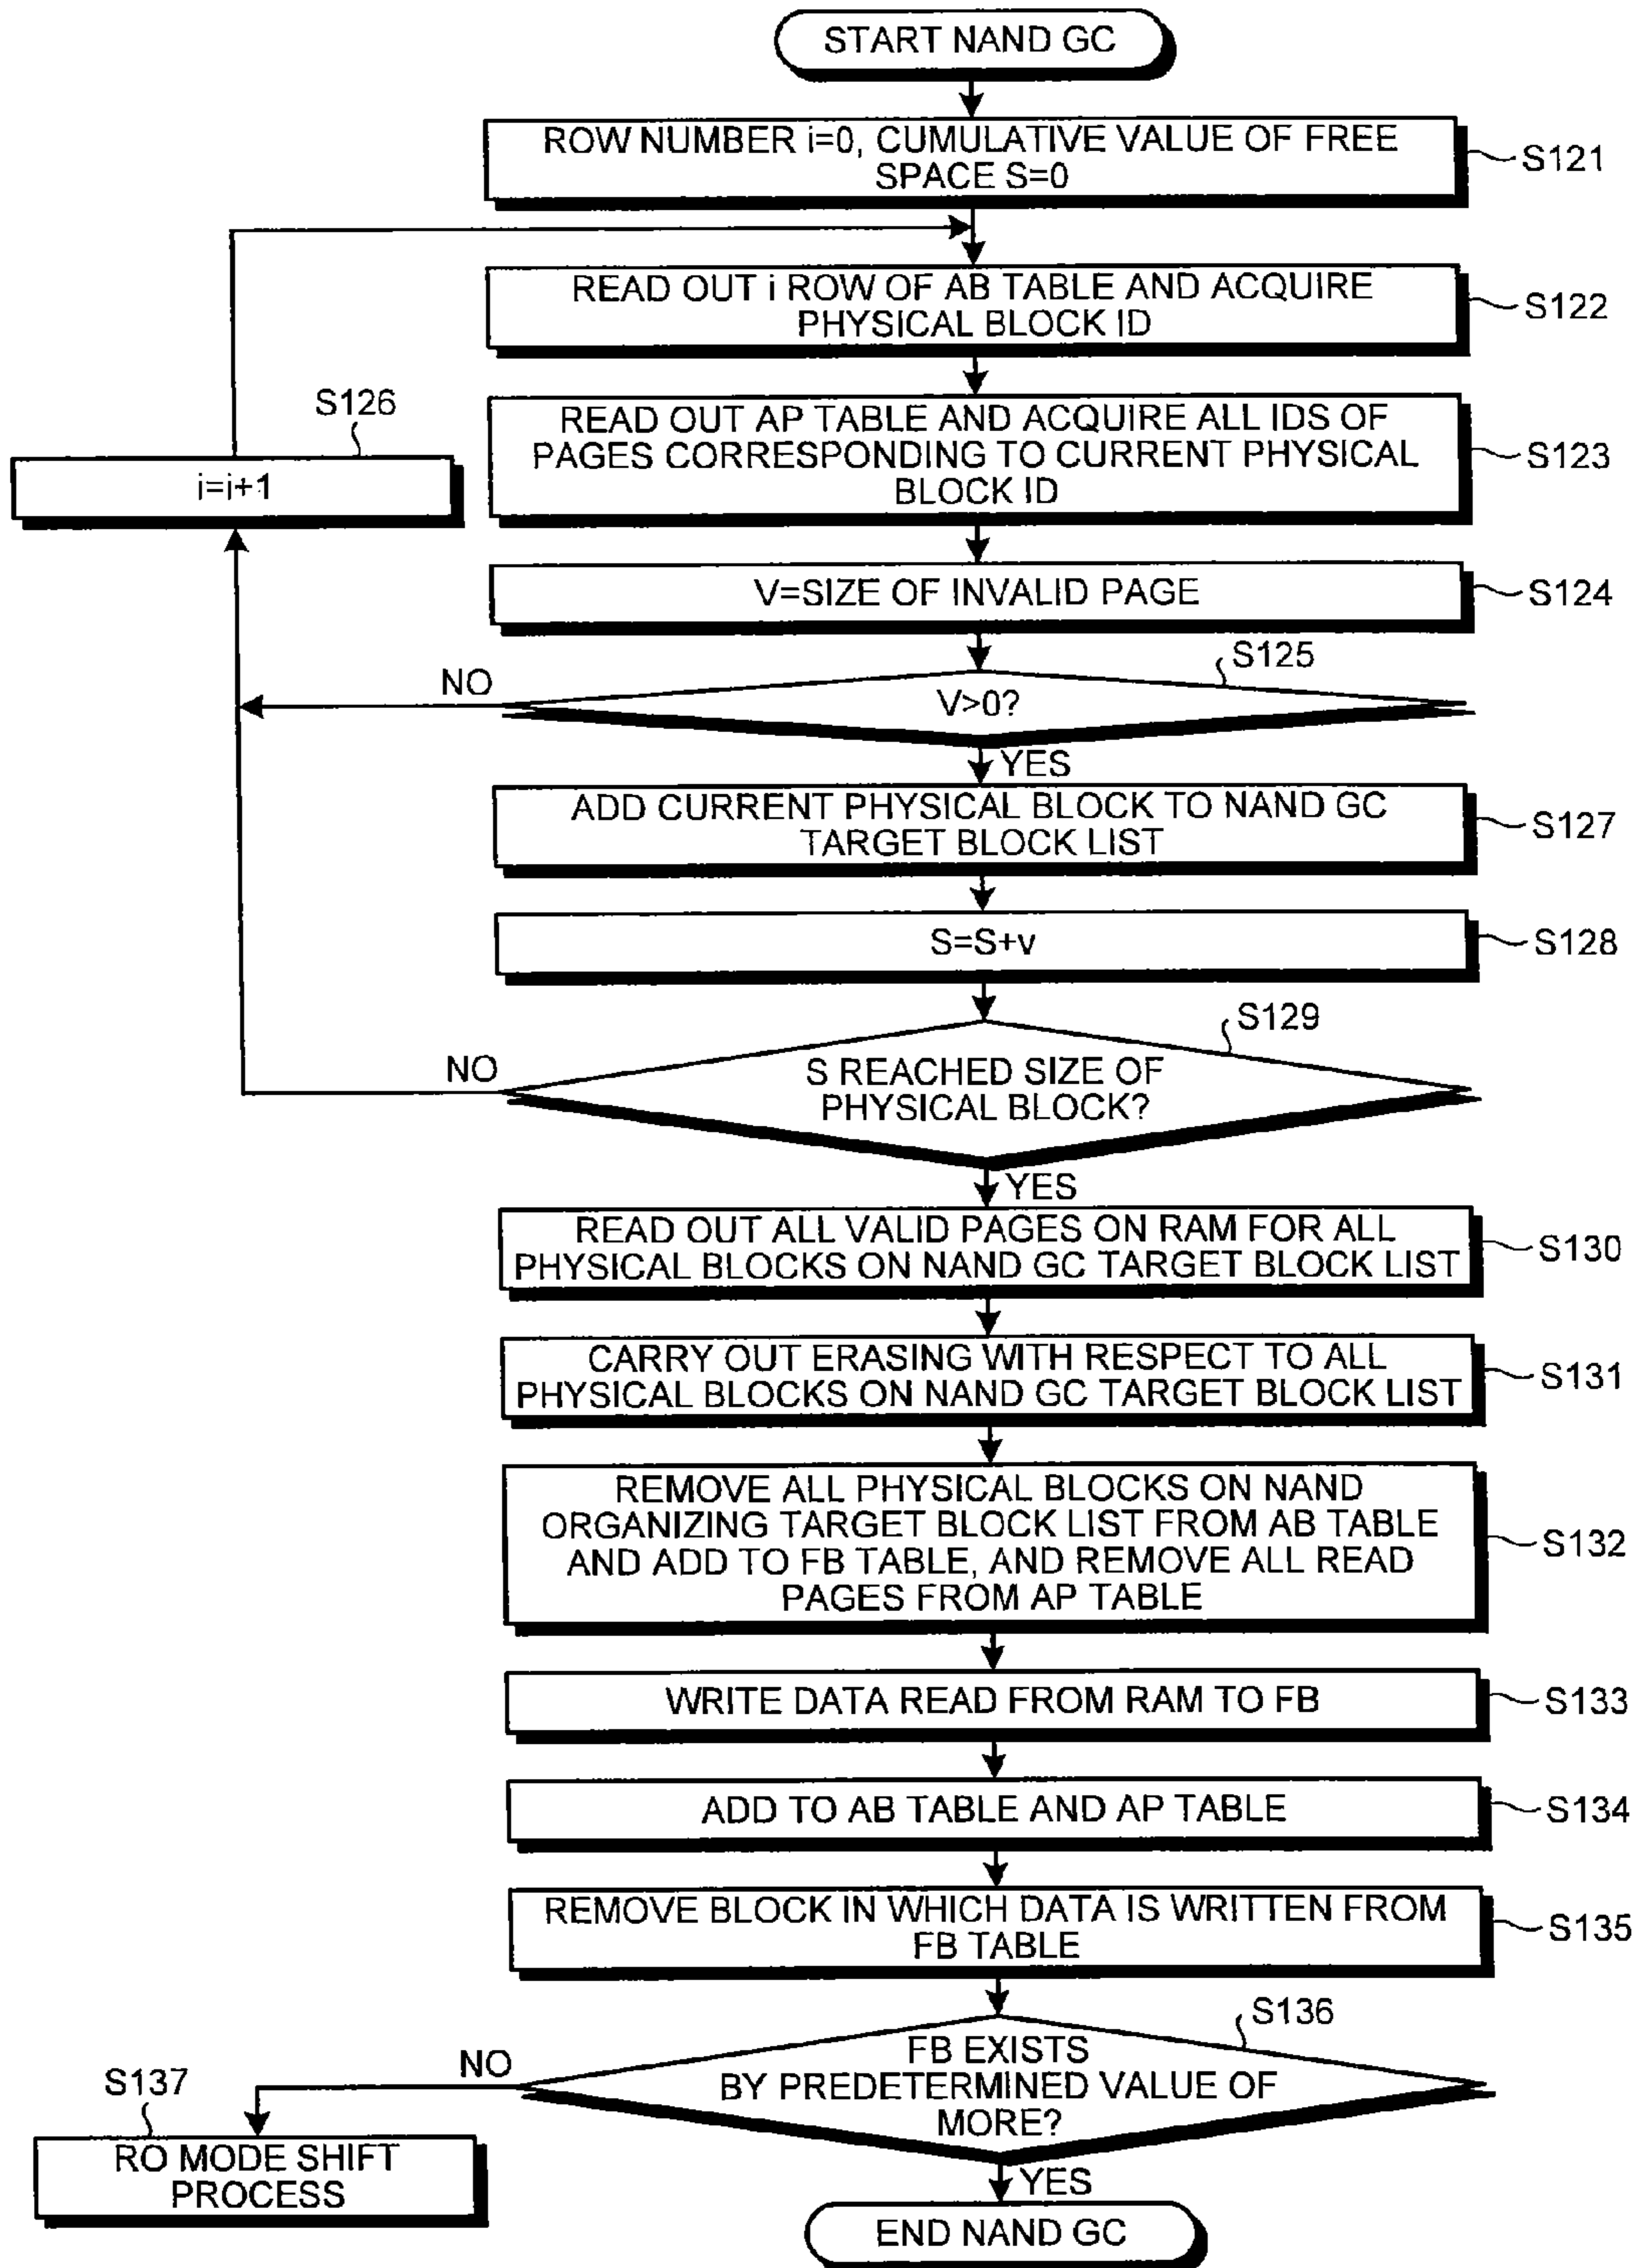 START NAND GC
ROW NUMBER i=0, CUMULATIVE VALUE OF FREE
SPACE S=0
S121
READ OUT i ROW OF AB TABLE AND ACQUIRE
PHYSICAL BLOCK ID
S122
READ OUT AP TABLE AND ACQUIRE ALL IDS OF
PAGES CORRESPONDING TO CURRENT PHYSICAL
BLOCK ID
S123
S126
i=i+1
V=SIZE OF INVALID PAGE
S124
S125
V>0?
NO
YES
ADD CURRENT PHYSICAL BLOCK TO NAND GC
TARGET BLOCK LIST
S127
S=S+v
S128
S129
S REACHED SIZE OF
PHYSICAL BLOCK?
NO
YES
READ OUT ALL VALID PAGES ON RAM FOR ALL
PHYSICAL BLOCKS ON NAND GC TARGET BLOCK LIST
S130
CARRY OUT ERASING WITH RESPECT TO ALL
PHYSICAL BLOCKS ON NAND GC TARGET BLOCK LIST
S131
REMOVE ALL PHYSICAL BLOCKS ON NAND
ORGANIZING TARGET BLOCK LIST FROM AB TABLE
AND ADD TO FB TABLE, AND REMOVE ALL READ
PAGES FROM AP TABLE
S132
WRITE DATA READ FROM RAM TO FB
S133
ADD TO AB TABLE AND AP TABLE
S134
REMOVE BLOCK IN WHICH DATA IS WRITTEN FROM
FB TABLE
S135
S136
FB EXISTS
BY PREDETERMINED VALUE OF
MORE?
NO
S137
RO MODE SHIFT
PROCESS
YES
END NAND GC